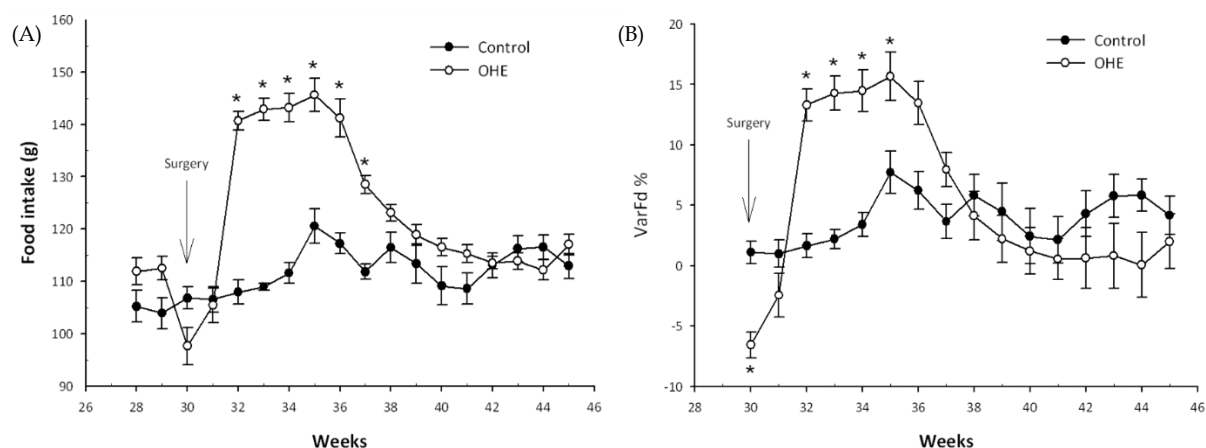 (A)
160
150
140
130
120
110
100
90
Food intake (g)
Control
OHE
Surgery
* * * * * *
26 28 30 32 34 36 38 40 42 44 46
Weeks
(B)
20
15
10
5
0
-5
-10
VarFd %
Control
OHE
Surgery
* * * *
*
26 28 30 32 34 36 38 40 42 44 46
Weeks